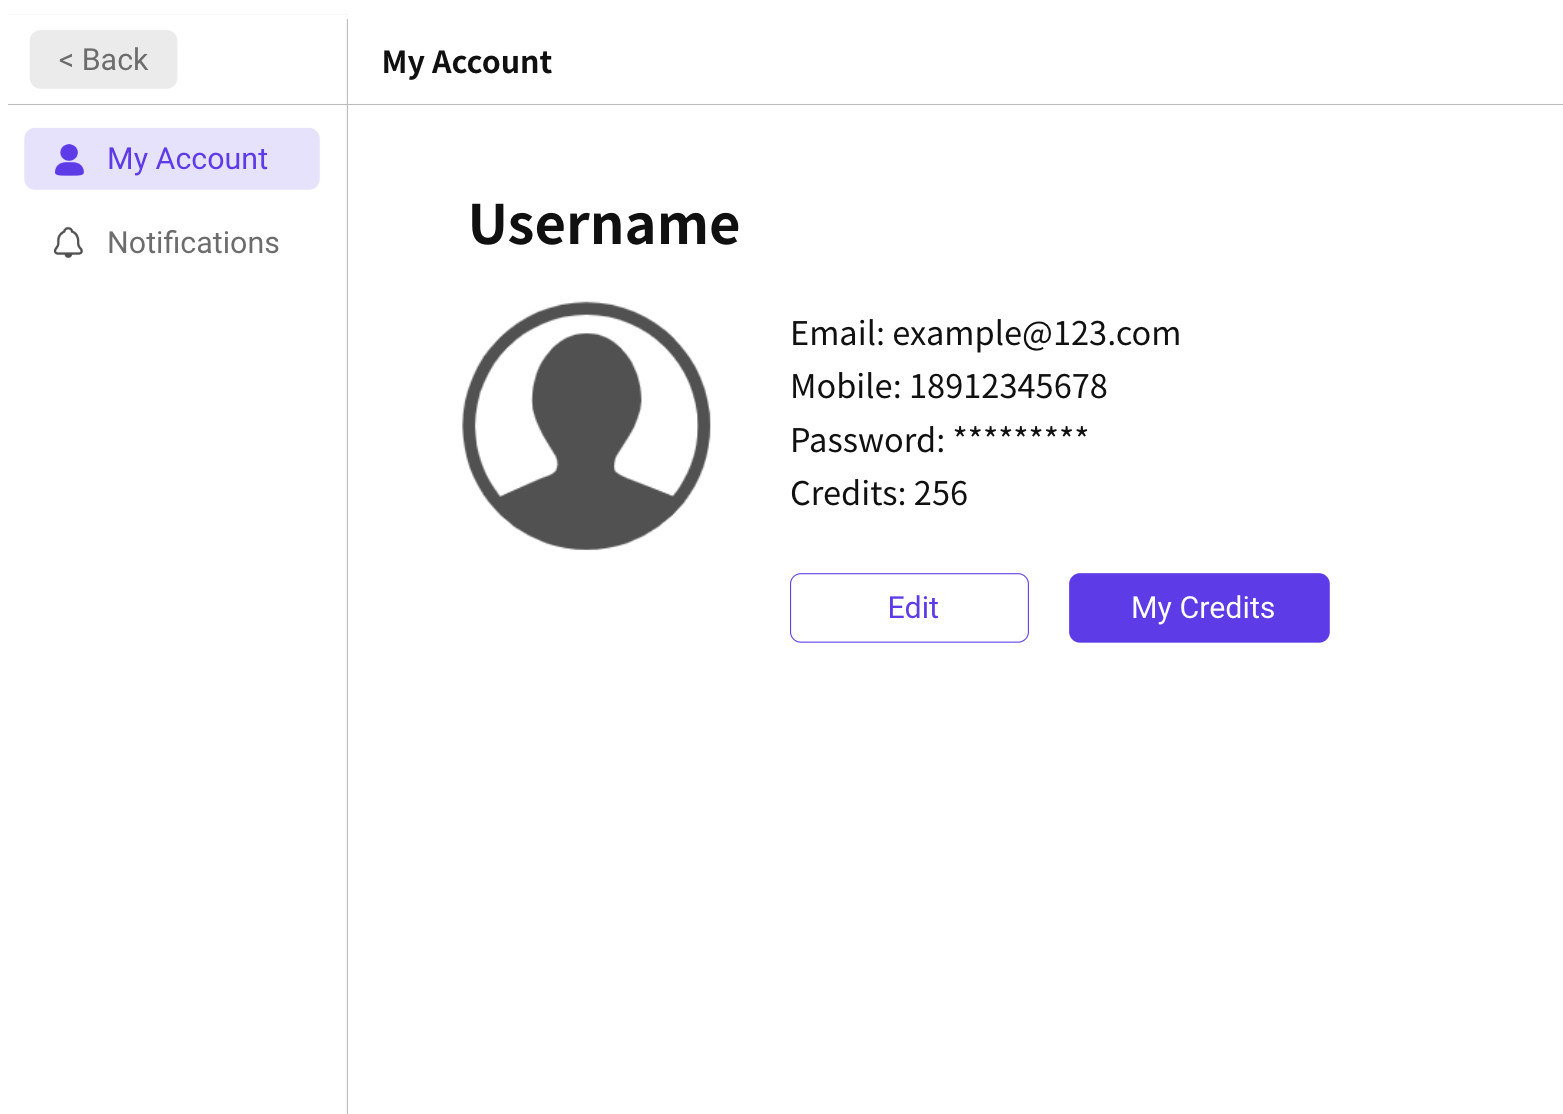 < Back
My Account
My Account
Notifications
Username
Email: example@123.com
Mobile: 18912345678
Password: *********
Credits: 256
Edit
My Credits